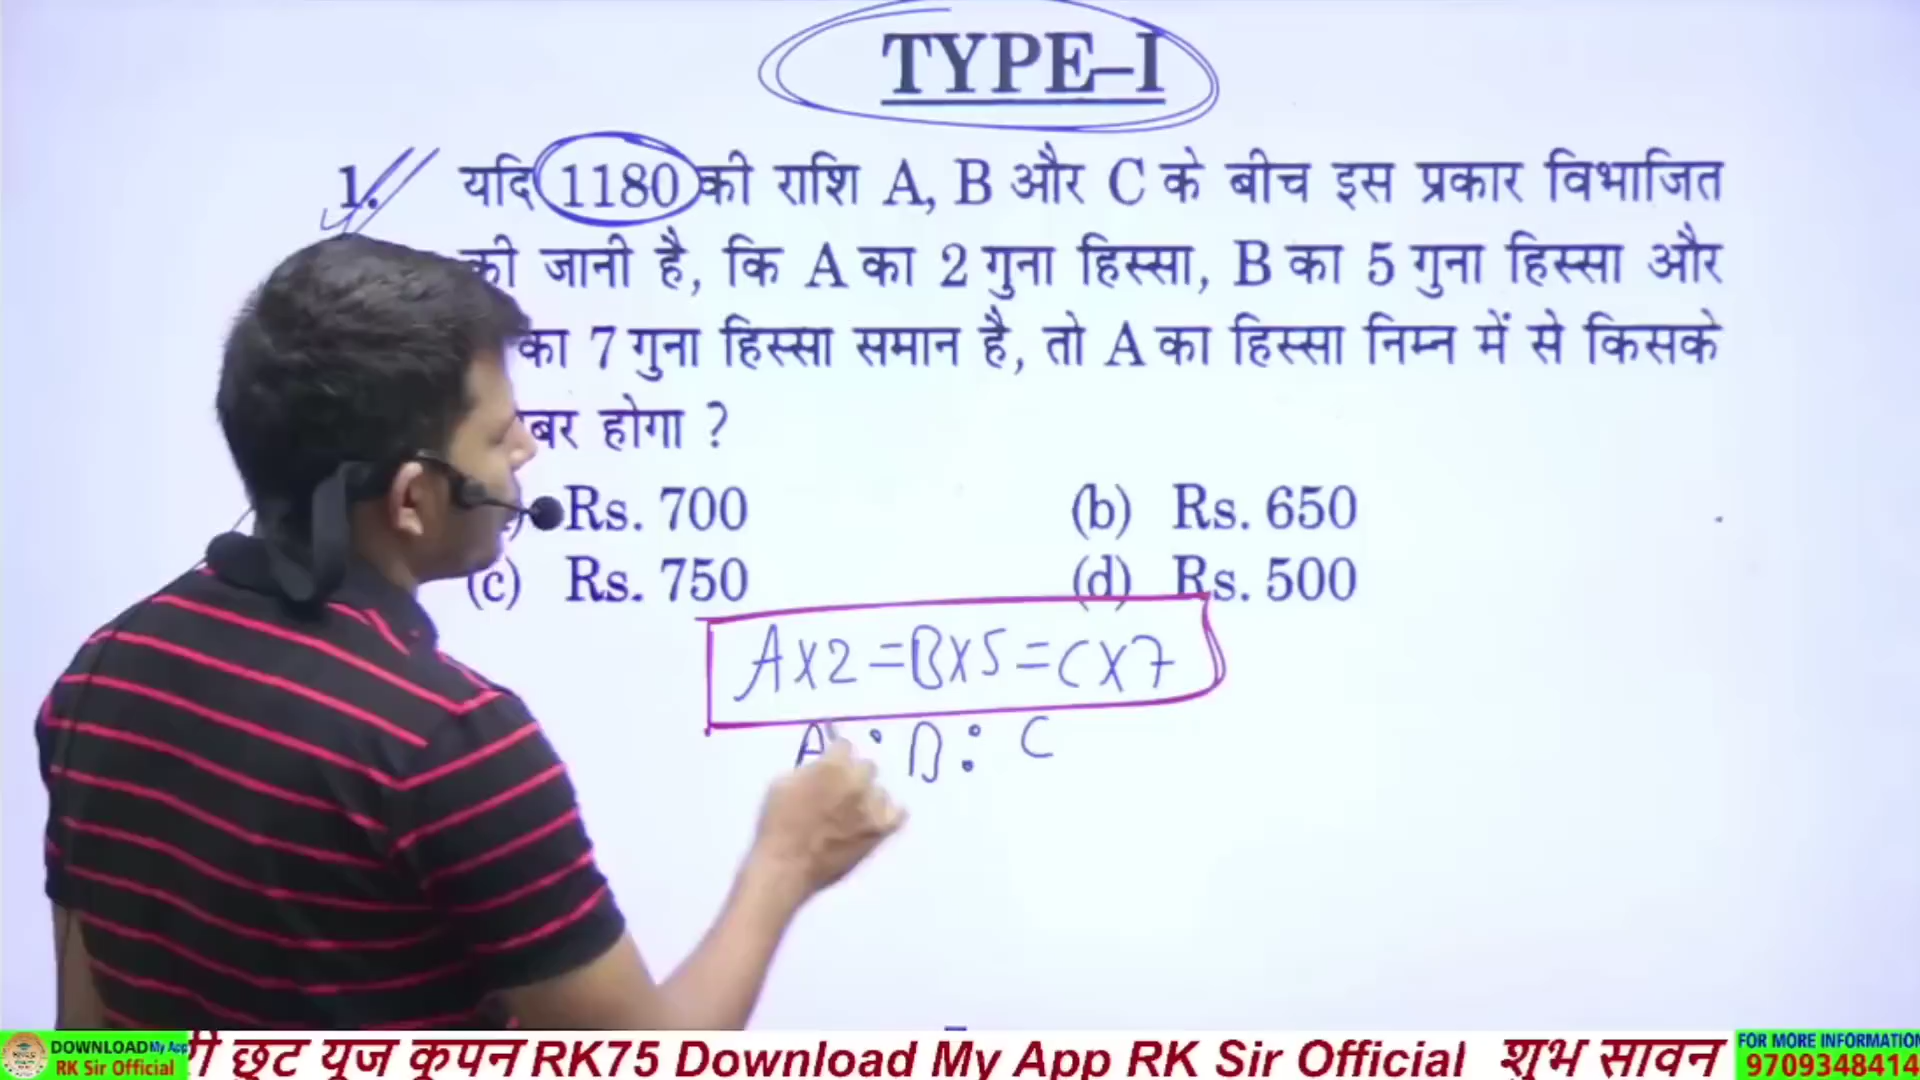 TYPE-I
1. यदि 1180 की राशि A, B और C के बीच इस प्रकार विभाजित
की जानी है, कि A का 2 गुना हिस्सा, B का 5 गुना हिस्सा और
का 7 गुना हिस्सा समान है, तो A का हिस्सा निम्न में से किसके
बर होगा ?
Rs. 700 (b) Rs. 650
(c) Rs. 750 (d) Rs. 500
A×2=B×5=C×7
A : B : C
DOWNLOAD My App
RK Sir Official
छुट यूज कूपन RK75 Download My App RK Sir Official शुभ सावन
FOR MORE INFORMATION
9709348414